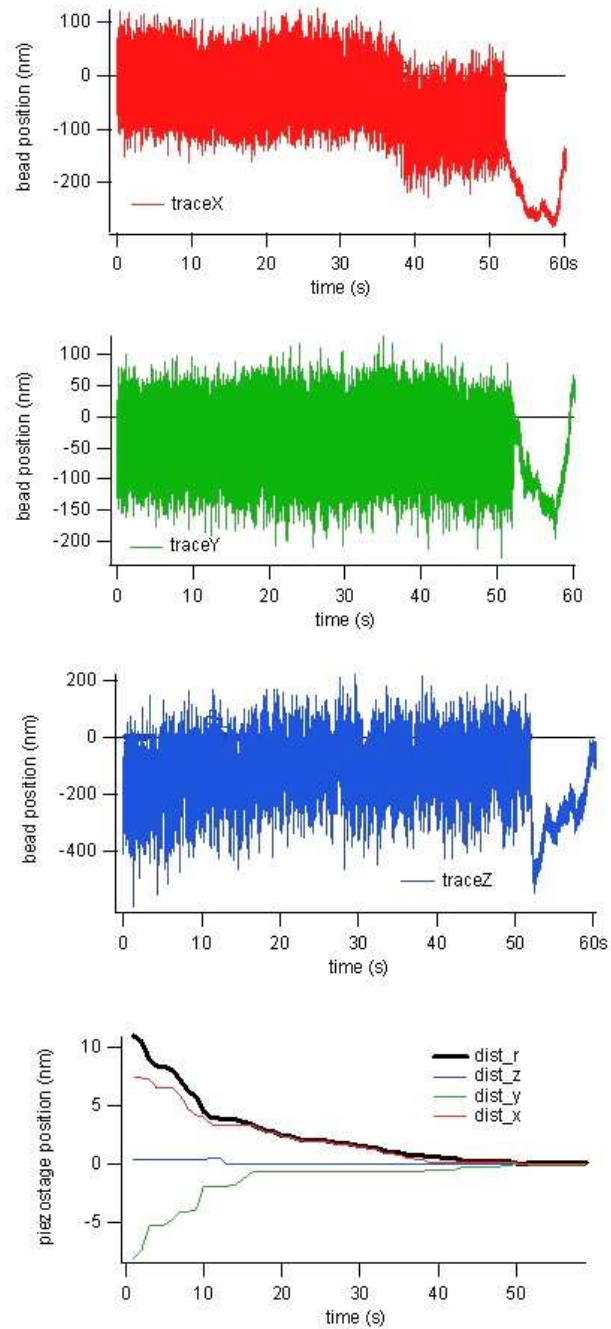 100
0
-100
-200
bead position (nm)
traceX
0 10 20 30 40 50 60s
time (s)
100
50
0
-50
-100
-150
-200
bead position (nm)
traceY
0 10 20 30 40 50 60
time (s)
200
0
-200
-400
bead position (nm)
traceZ
0 10 20 30 40 50 60s
time (s)
10
5
0
-5
piezostage position (nm)
dist_r
dist_z
dist_y
dist_x
0 10 20 30 40 50
time (s)